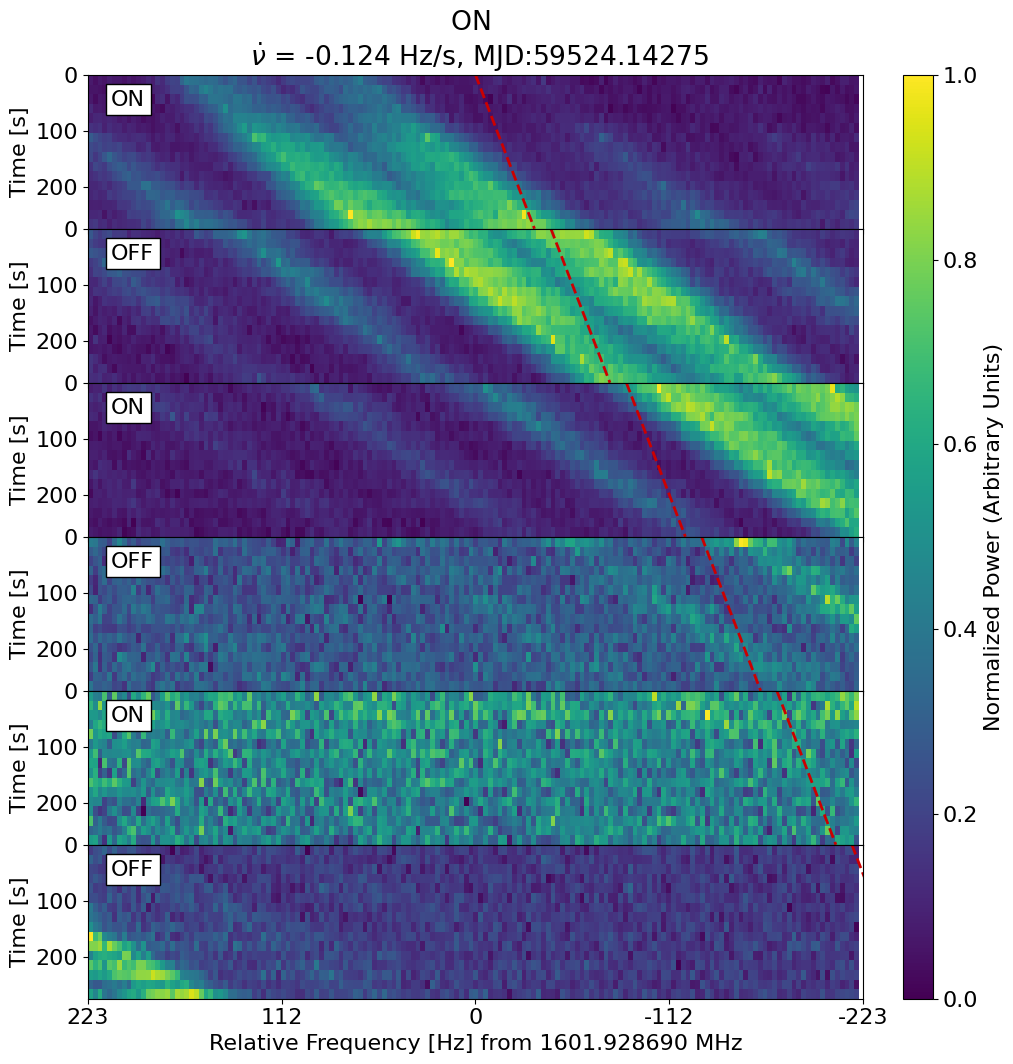 ON
ν̇ = -0.124 Hz/s, MJD:59524.14275
0
100
200
Time [s]
ON
0
100
200
Time [s]
OFF
0
100
200
Time [s]
ON
0
100
200
Time [s]
OFF
0
100
200
Time [s]
ON
0
100
200
Time [s]
OFF
223 112 0 -112 -223
Relative Frequency [Hz] from 1601.928690 MHz
1.0
0.8
0.6
0.4
0.2
0.0
Normalized Power (Arbitrary Units)